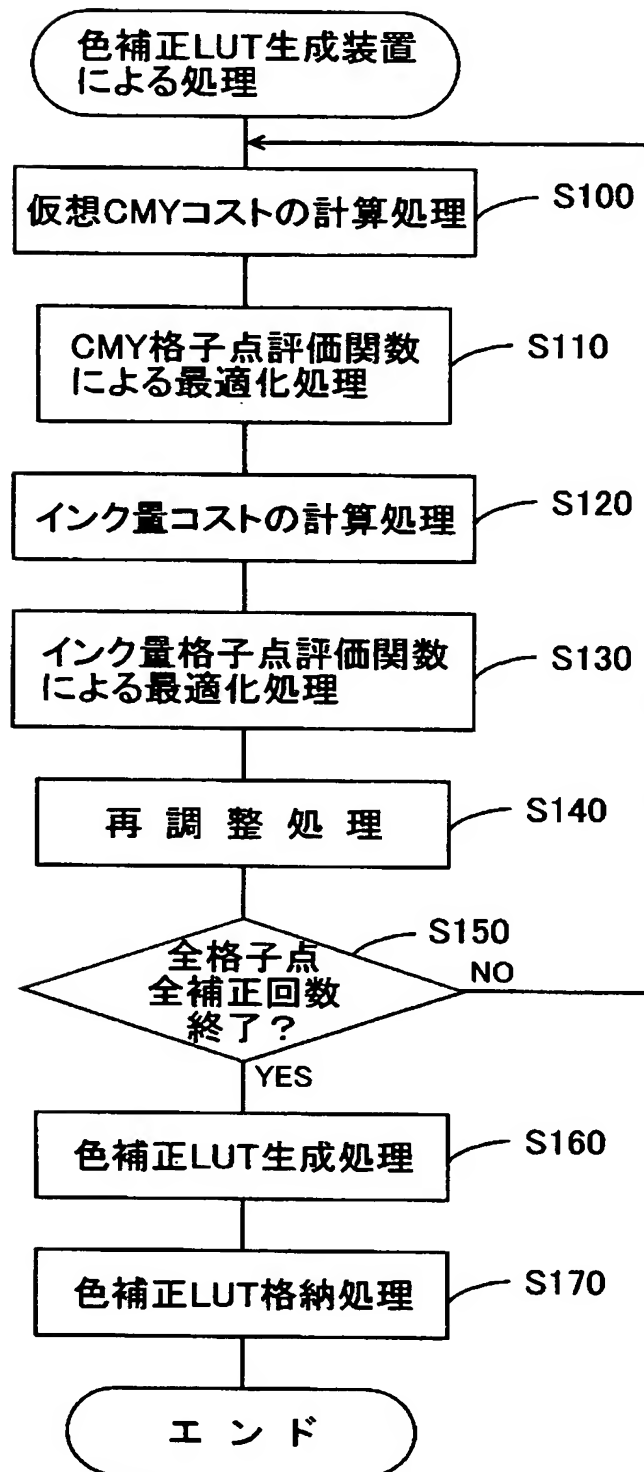 色補正LUT生成装置
による処理
仮想CMYコストの計算処理
S100
CMY格子点評価関数
による最適化処理
S110
インク量コストの計算処理
S120
インク量格子点評価関数
による最適化処理
S130
再調整処理
S140
全格子点
全補正回数
終了？
S150
NO
YES
色補正LUT生成処理
S160
色補正LUT格納処理
S170
エンド